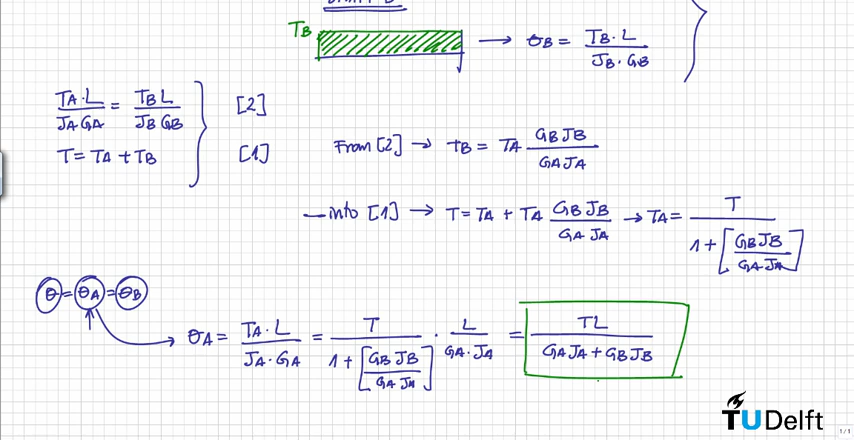 TB → θB = TB·L / JB·GB
TA·L / JA GA = TB L / JB GB [2]
T = TA + TB [1]
From [2] → TB = TA GB JB / GA JA
into [1] → T = TA + TA GB JB / GA JA → TA = T / 1 + [GB JB / GA JA]
θ = θA = θB
θA = TA·L / JA·GA = T / 1 + [GB JB / GA JA] · L / GA·JA = TL / GA JA + GB JB
TU Delft
1/1